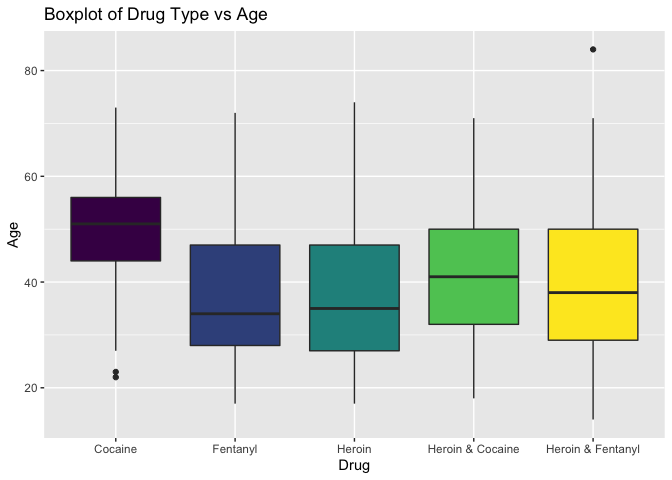 Boxplot of Drug Type vs Age
80
60
40
20
Age
Cocaine
Fentanyl
Heroin
Heroin & Cocaine
Heroin & Fentanyl
Drug